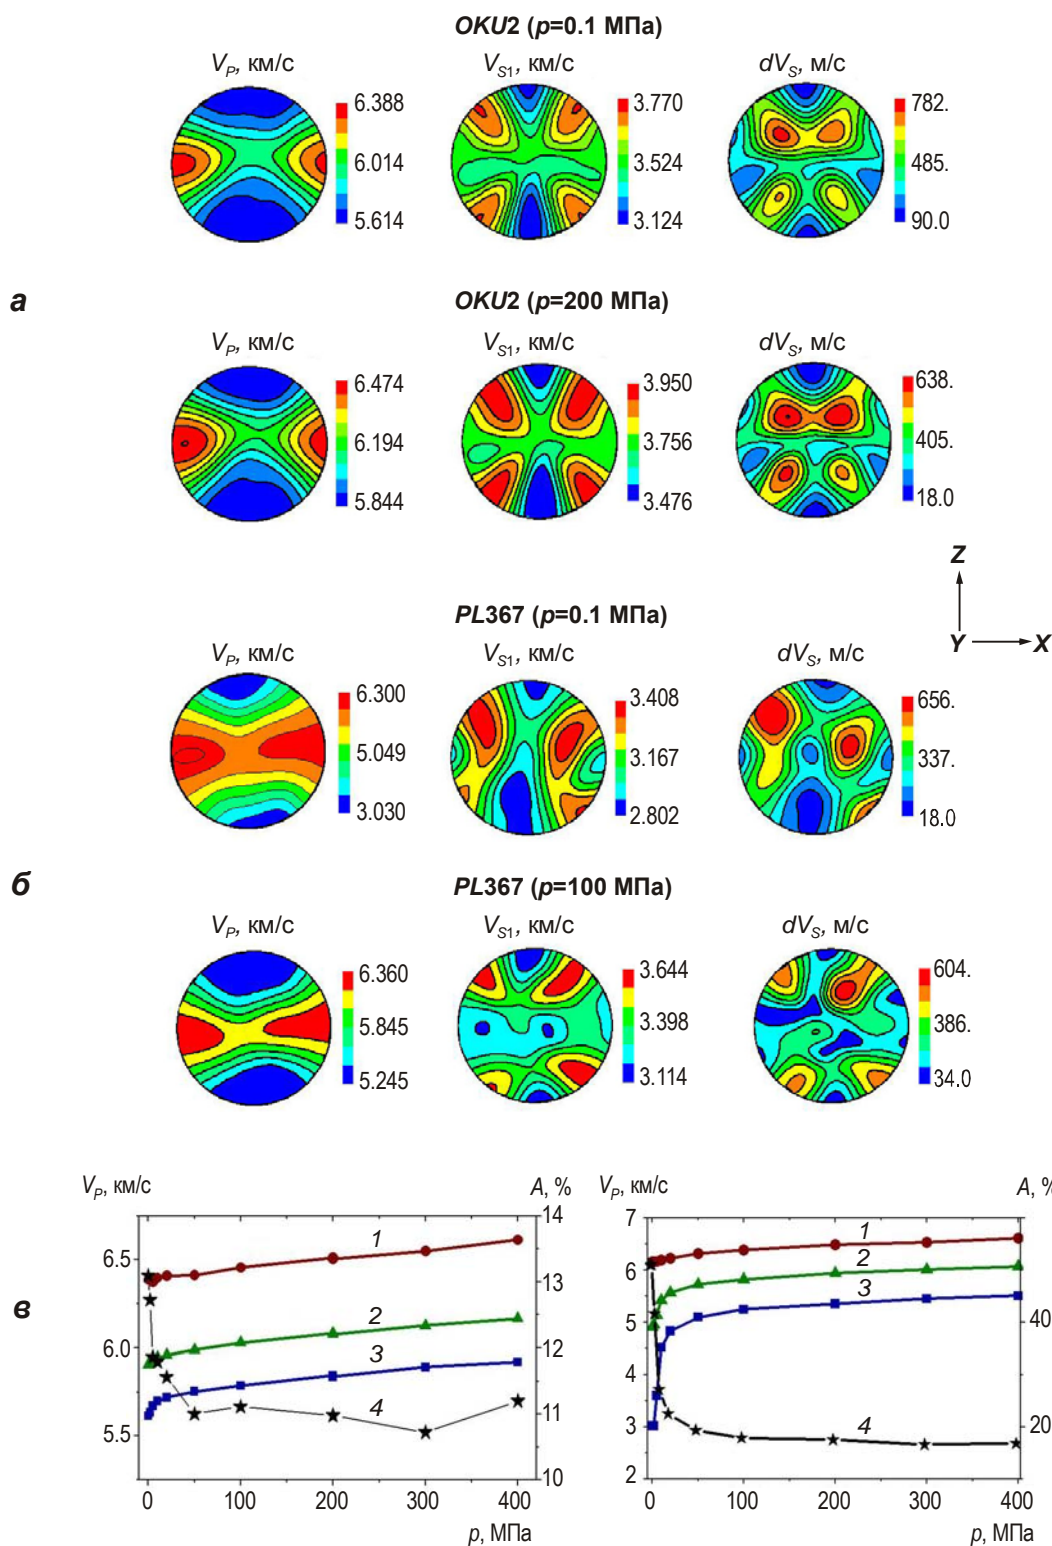 OKU2 (p=0.1 МПа)
V_P, км/с V_S1, км/с dV_S, м/с
6.388 3.770 782.
6.014 3.524 485.
5.614 3.124 90.0
а
OKU2 (p=200 МПа)
V_P, км/с V_S1, км/с dV_S, м/с
6.474 3.950 638.
6.194 3.756 405.
5.844 3.476 18.0
Z
Y X
PL367 (p=0.1 МПа)
V_P, км/с V_S1, км/с dV_S, м/с
6.300 3.408 656.
5.049 3.167 337.
3.030 2.802 18.0
б
PL367 (p=100 МПа)
V_P, км/с V_S1, км/с dV_S, м/с
6.360 3.644 604.
5.845 3.398 386.
5.245 3.114 34.0
в
V_P, км/с A, %
14
13
12
11
10
6.5
6.0
5.5
1
2
3
4
0 100 200 300 400
p, МПа
V_P, км/с A, %
7
6
5
4
3
2
40
20
1
2
3
4
0 100 200 300 400
p, МПа